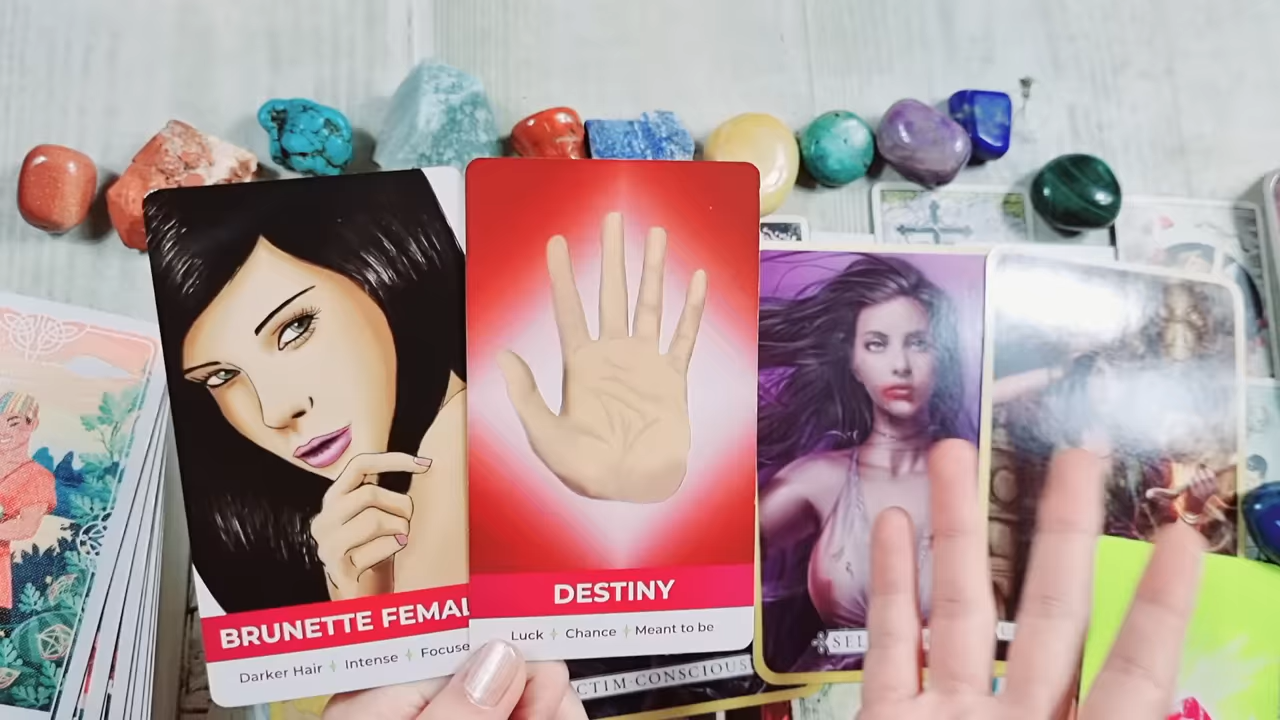 BRUNETTE FEMAL
Darker Hair Intense Focuse
DESTINY
Luck Chance Meant to be
CTIM·CONSCIOUS
SEL